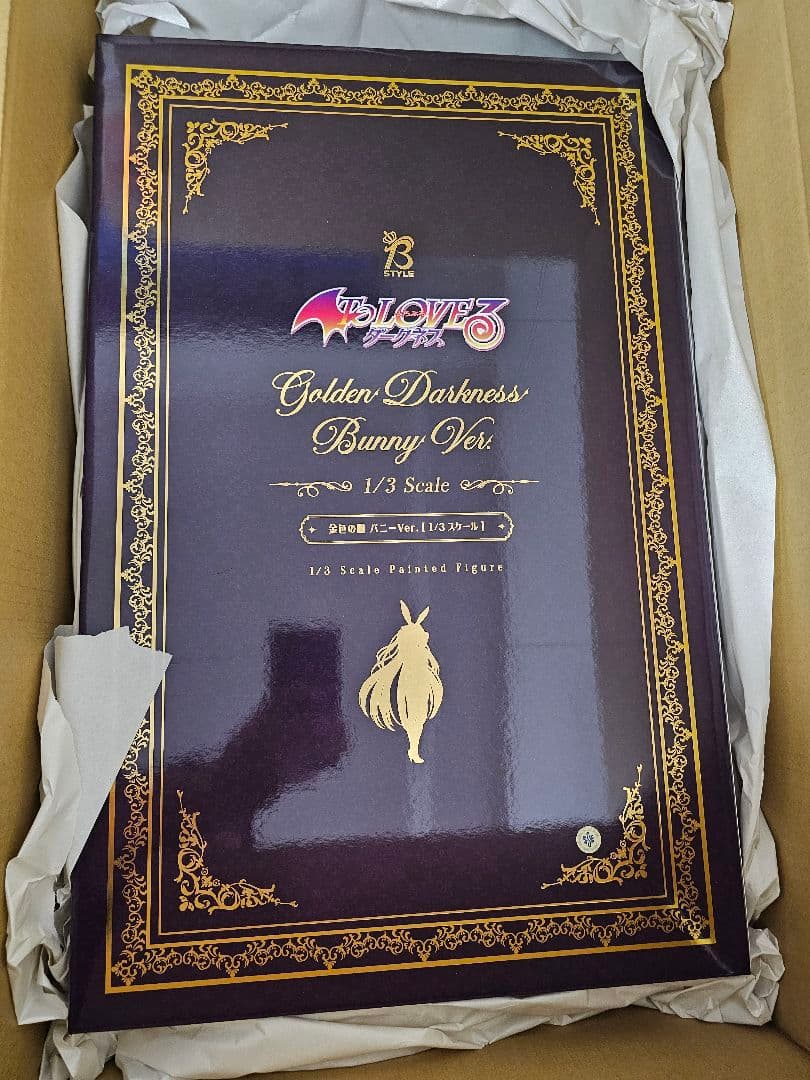 B
STYLE
To LOVEる
ダークネス
Golden Darkness
Bunny Ver.
1/3 Scale
金色の闇 バニーVer.[1/3スケール]
1/3 Scale Painted Figure